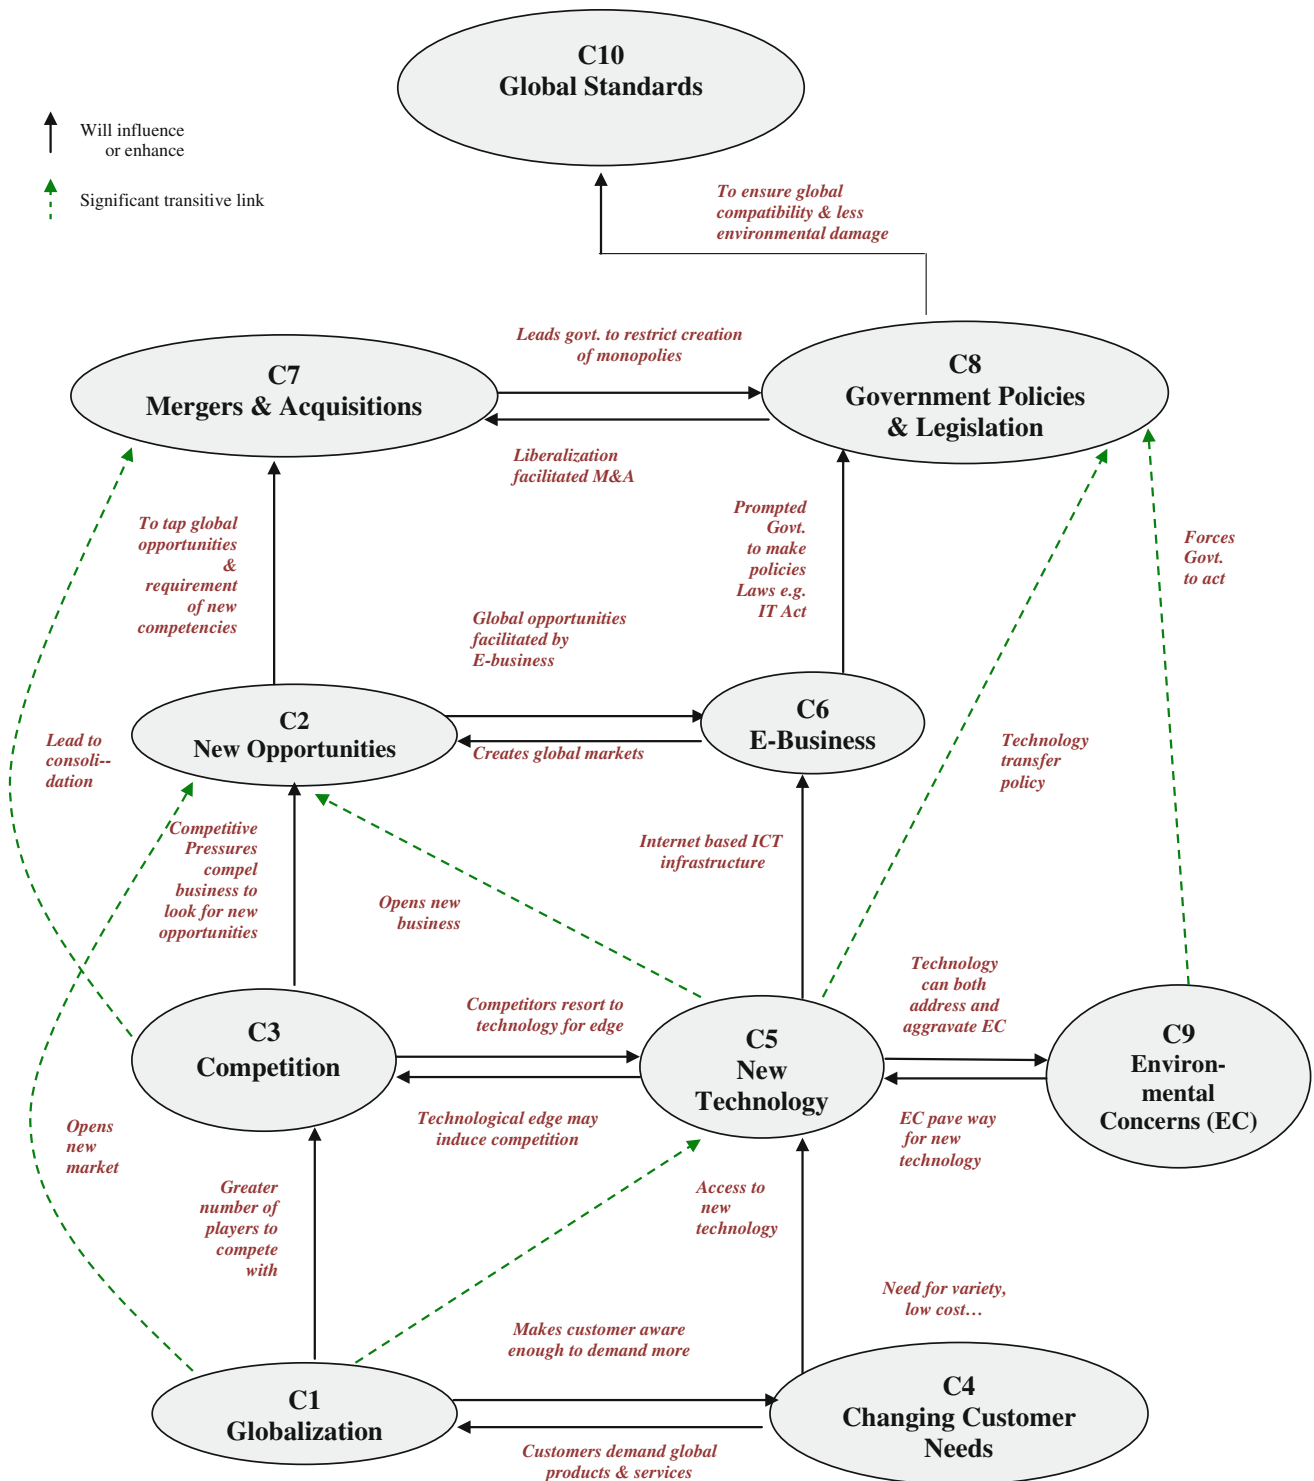 C10
Global Standards
Will influence
or enhance
Significant transitive link
To ensure global
compatibility & less
environmental damage
Leads govt. to restrict creation
of monopolies
C7
Mergers & Acquisitions
C8
Government Policies
& Legislation
Liberalization
facilitated M&A
To tap global
opportunities
&
requirement
of new
competencies
Prompted
Govt.
to make
policies
Laws e.g.
IT Act
Forces
Govt.
to act
Global opportunities
facilitated by
E-business
C2
New Opportunities
C6
E-Business
Creates global markets
Lead to
consoli--
dation
Technology
transfer
policy
Competitive
Pressures
compel
business to
look for new
opportunities
Internet based ICT
infrastructure
Opens new
business
Technology
can both
address and
aggravate EC
Competitors resort to
technology for edge
C3
Competition
C5
New
Technology
C9
Environ-
mental
Concerns (EC)
Technological edge may
induce competition
EC pave way
for new
technology
Opens
new
market
Greater
number of
players to
compete
with
Access to
new
technology
Need for variety,
low cost…
Makes customer aware
enough to demand more
C1
Globalization
C4
Changing Customer
Needs
Customers demand global
products & services